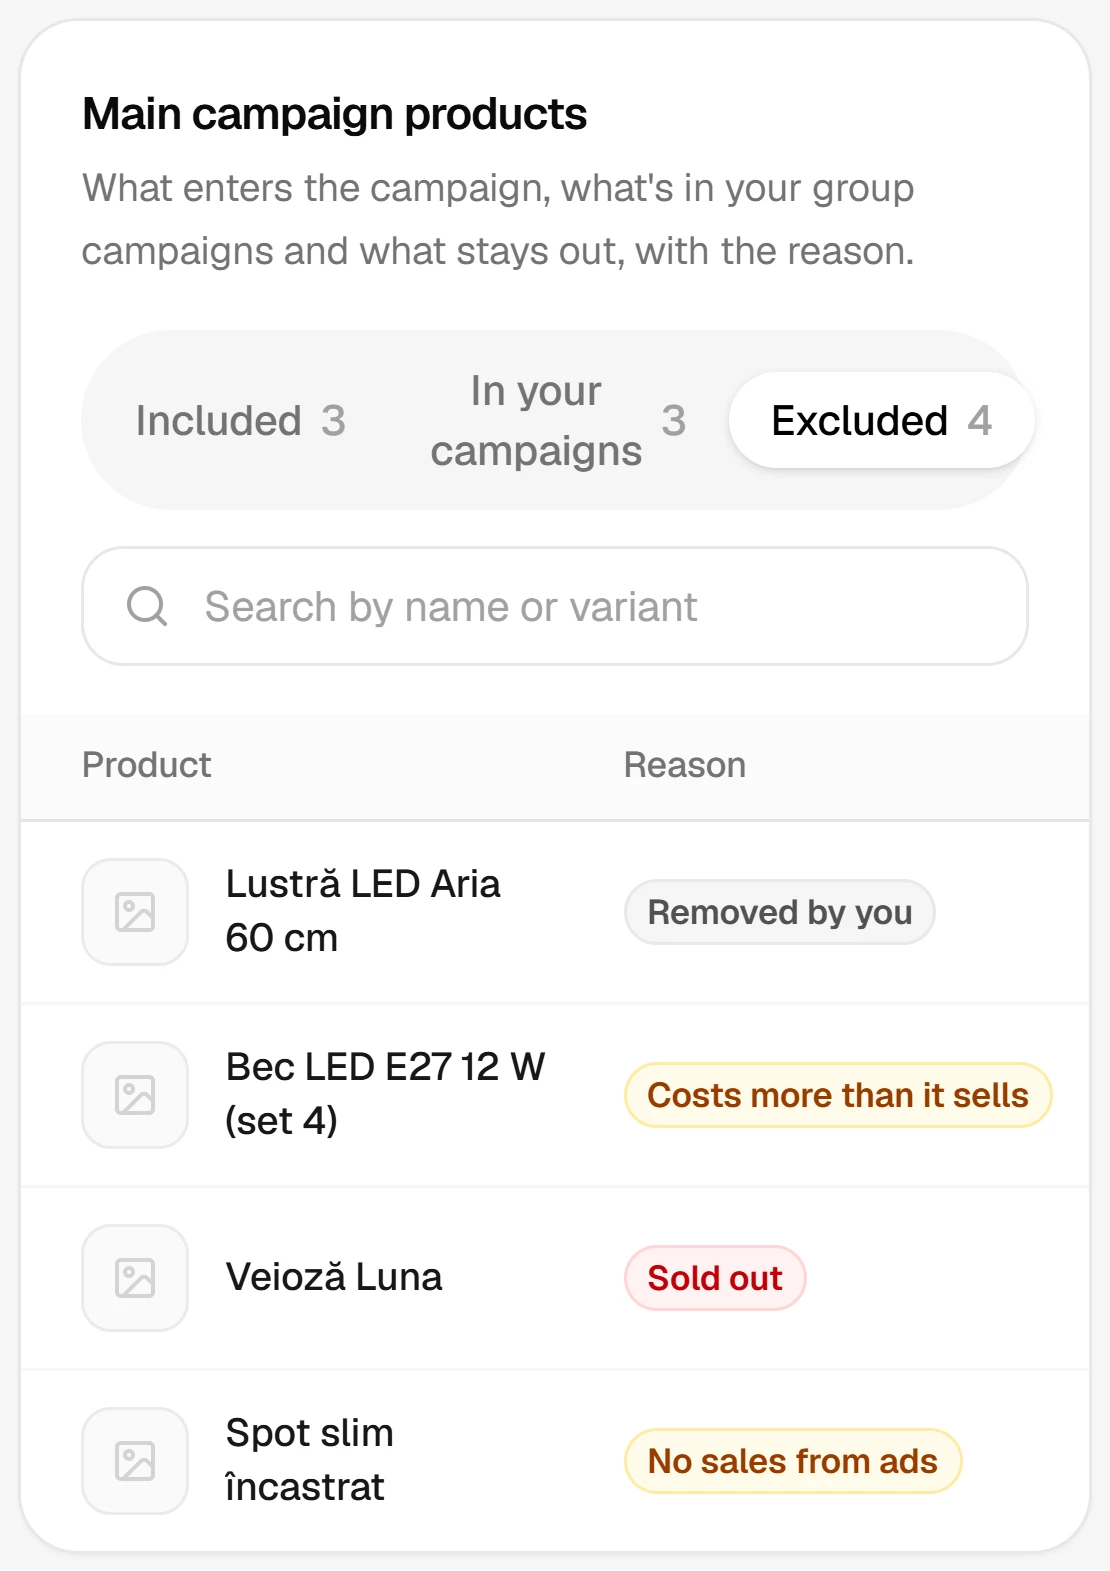 Main campaign products
What enters the campaign, what's in your group
campaigns and what stays out, with the reason.
Included 3
In your
campaigns 3
Excluded 4
Search by name or variant
Product Reason
Lustră LED Aria
60 cm
Removed by you
Bec LED E27 12 W
(set 4)
Costs more than it sells
Veioză Luna
Sold out
Spot slim
încastrat
No sales from ads